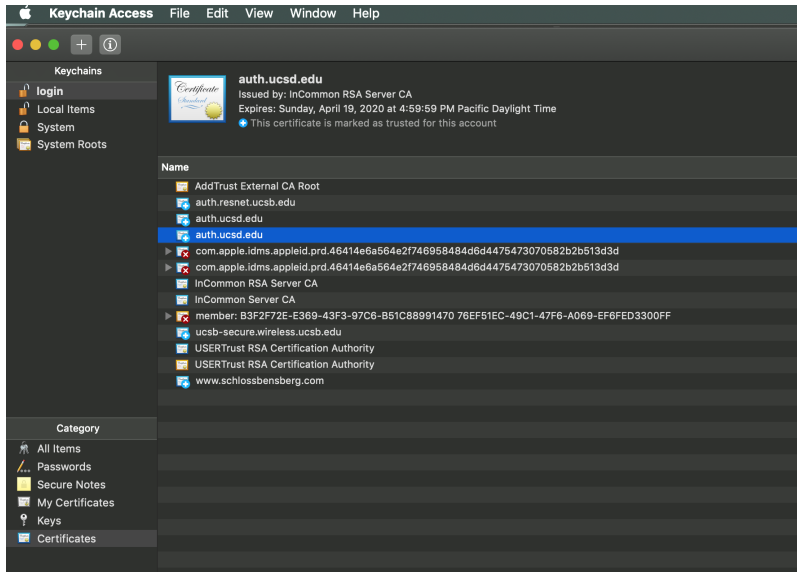 Keychain Access File Edit View Window Help
Keychains
login
Local Items
System
System Roots
Certificate
Standard
auth.ucsd.edu
Issued by: InCommon RSA Server CA
Expires: Sunday, April 19, 2020 at 4:59:59 PM Pacific Daylight Time
This certificate is marked as trusted for this account
Name
AddTrust External CA Root
auth.resnet.ucsb.edu
auth.ucsd.edu
auth.ucsd.edu
com.apple.idms.appleid.prd.46414e6a564e2f746958484d6d4475473070582b2b513d3d
com.apple.idms.appleid.prd.46414e6a564e2f746958484d6d4475473070582b2b513d3d
InCommon RSA Server CA
InCommon Server CA
member: B3F2F72E-E369-43F3-97C6-B51C88991470 76EF51EC-49C1-47F6-A069-EF6FED3300FF
ucsb-secure.wireless.ucsb.edu
USERTrust RSA Certification Authority
USERTrust RSA Certification Authority
www.schlossbensberg.com
Category
All Items
Passwords
Secure Notes
My Certificates
Keys
Certificates